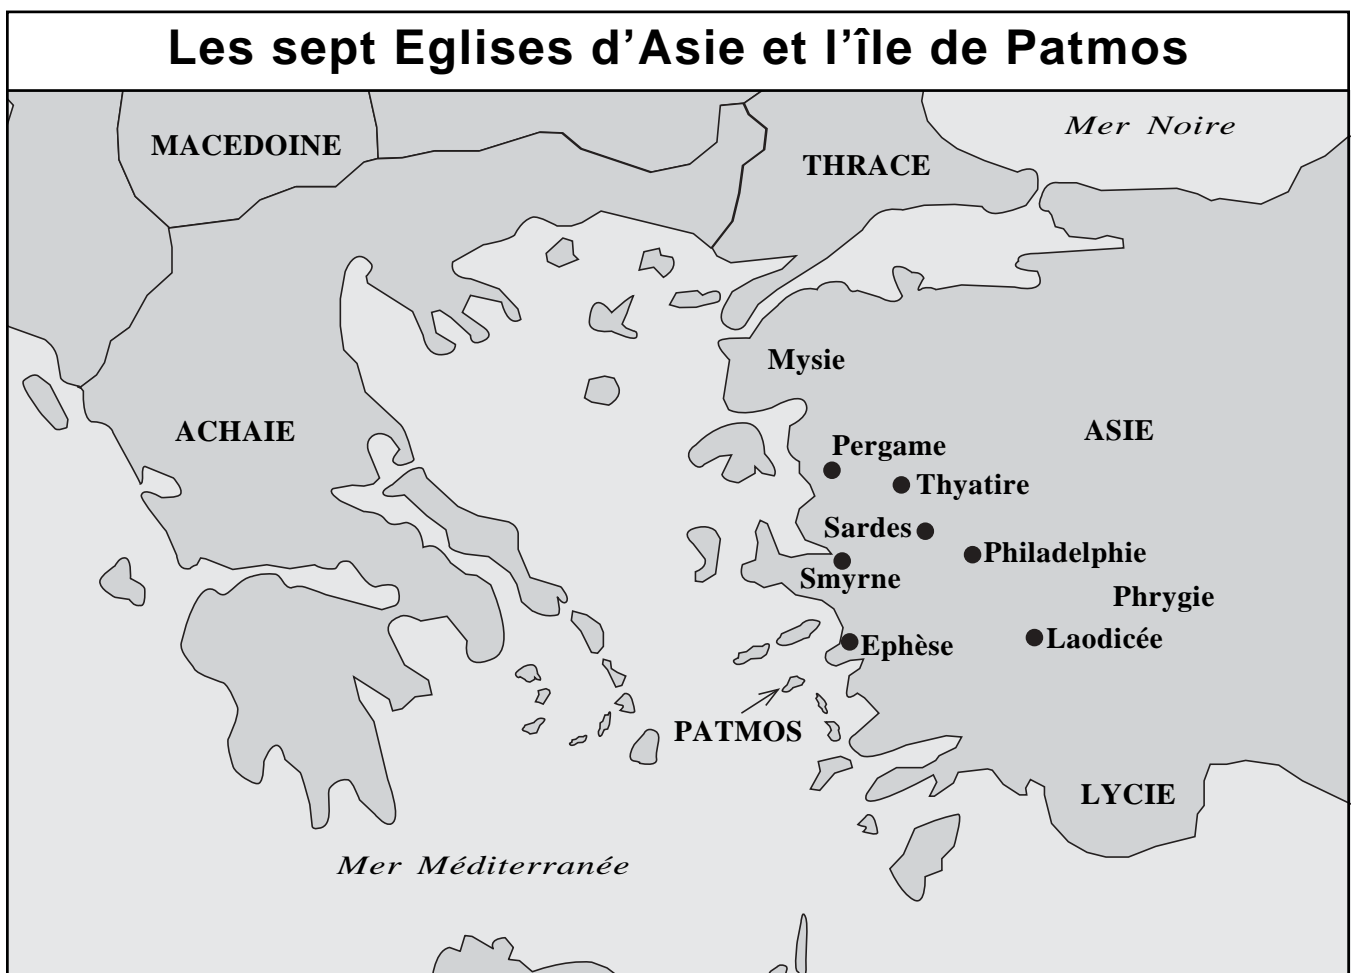 Les sept Eglises d’Asie et l’île de Patmos
Mer Noire
MACEDOINE
THRACE
Mysie
ACHAIE
ASIE
Pergame
Thyatire
Sardes
Philadelphie
Smyrne
Phrygie
Laodicée
Ephèse
PATMOS
LYCIE
Mer Méditerranée